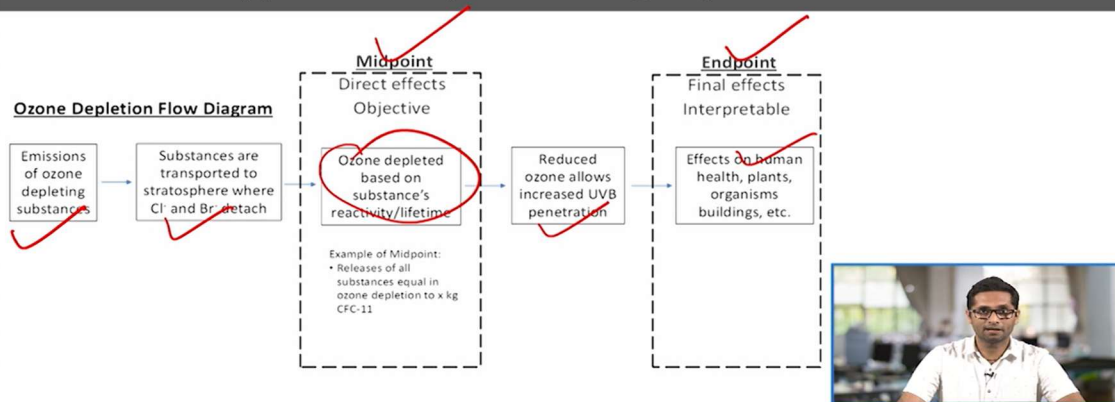 Midpoint
Direct effects
Objective
Endpoint
Final effects
Interpretable
Ozone Depletion Flow Diagram
Emissions
of ozone
depleting
substances
Substances are
transported to
stratosphere where
Cl⁻ and Br⁻ detach
Ozone depleted
based on
substance's
reactivity/lifetime
Reduced
ozone allows
increased UVB
penetration
Effects on human
health, plants,
organisms
buildings, etc.
Example of Midpoint:
• Releases of all
substances equal in
ozone depletion to x kg
CFC-11